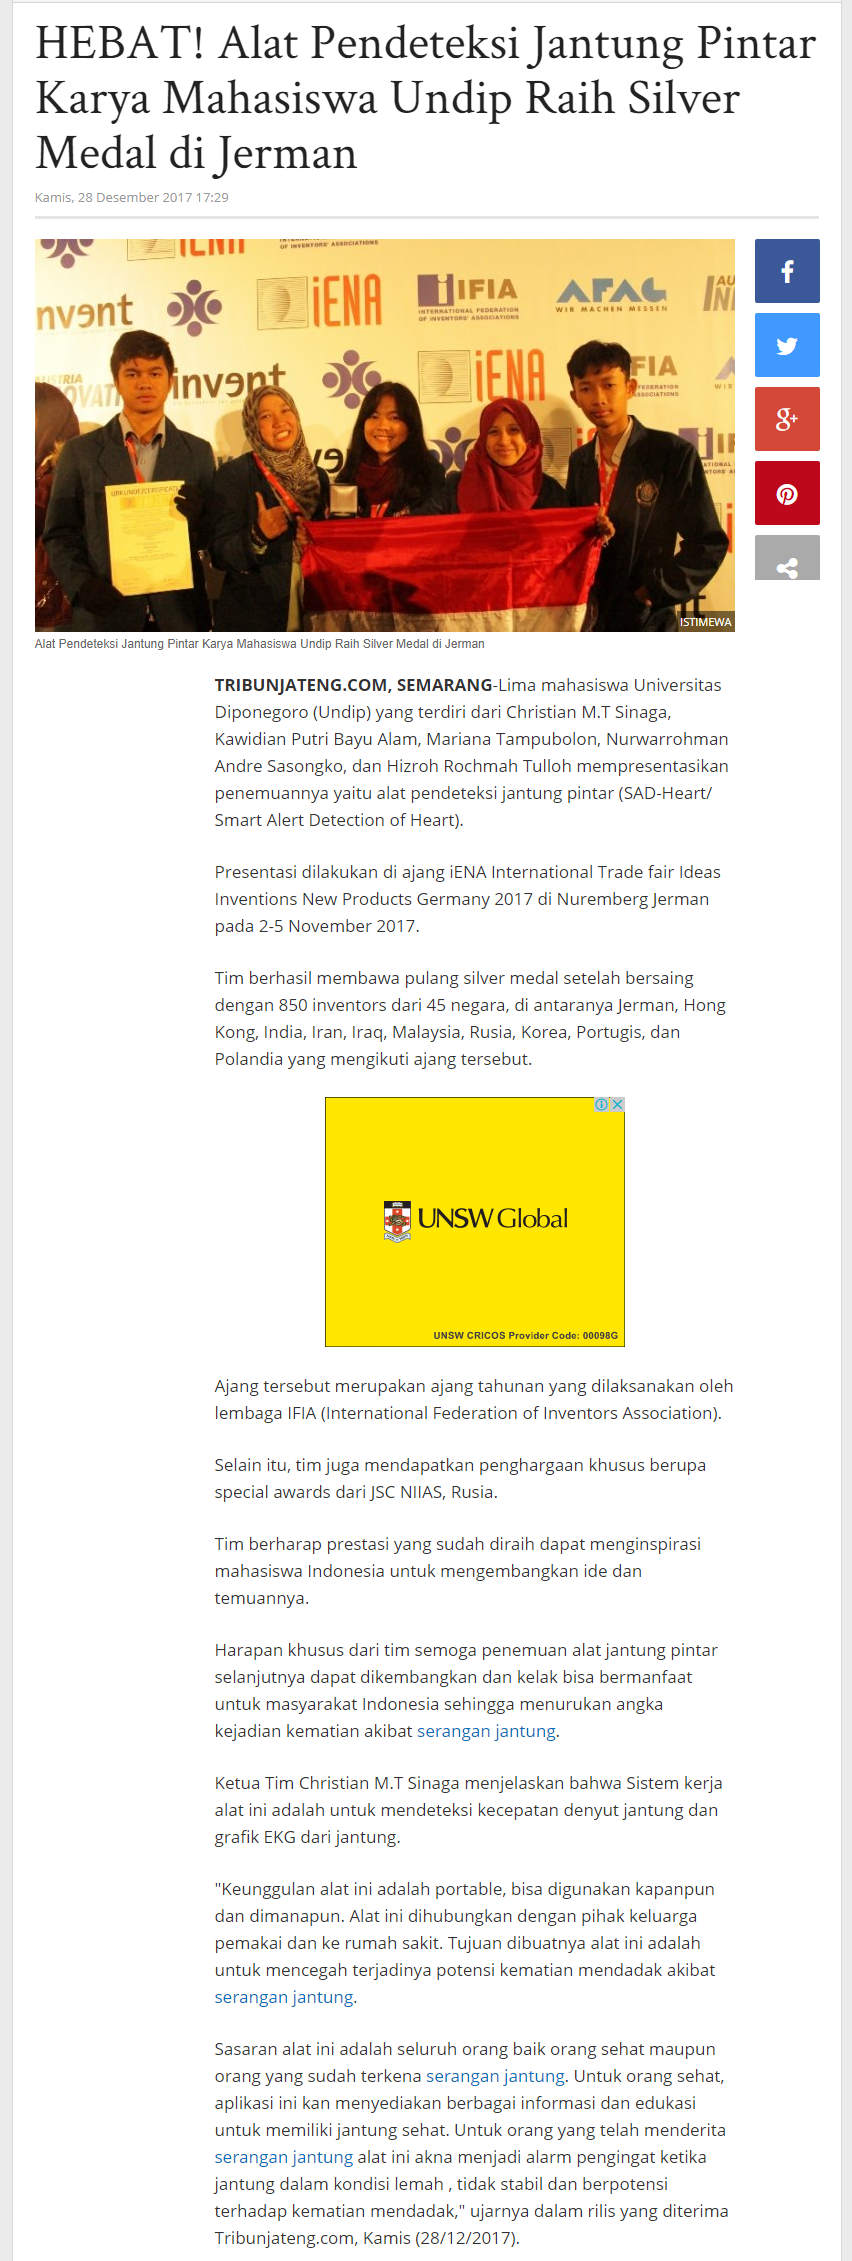 HEBAT! Alat Pendeteksi Jantung Pintar
Karya Mahasiswa Undip Raih Silver
Medal di Jerman
Kamis, 28 Desember 2017 17:29
iENA
INTERNATIONAL FEDERATION
OF INVENTORS' ASSOCIATIONS
invent
iENA
IFIA
INTERNATIONAL FEDERATION
OF INVENTORS' ASSOCIATIONS
AFAG
WIR MACHEN MESSEN
AUSTRIA
invent
iENA
IFIA
ISTIMEWA
Alat Pendeteksi Jantung Pintar Karya Mahasiswa Undip Raih Silver Medal di Jerman
TRIBUNJATENG.COM, SEMARANG-Lima mahasiswa Universitas
Diponegoro (Undip) yang terdiri dari Christian M.T Sinaga,
Kawidian Putri Bayu Alam, Mariana Tampubolon, Nurwarrohman
Andre Sasongko, dan Hizroh Rochmah Tulloh mempresentasikan
penemuannya yaitu alat pendeteksi jantung pintar (SAD-Heart/
Smart Alert Detection of Heart).
Presentasi dilakukan di ajang iENA International Trade fair Ideas
Inventions New Products Germany 2017 di Nuremberg Jerman
pada 2-5 November 2017.
Tim berhasil membawa pulang silver medal setelah bersaing
dengan 850 inventors dari 45 negara, di antaranya Jerman, Hong
Kong, India, Iran, Iraq, Malaysia, Rusia, Korea, Portugis, dan
Polandia yang mengikuti ajang tersebut.
UNSW Global
UNSW CRICOS Provider Code: 00098G
Ajang tersebut merupakan ajang tahunan yang dilaksanakan oleh
lembaga IFIA (International Federation of Inventors Association).
Selain itu, tim juga mendapatkan penghargaan khusus berupa
special awards dari JSC NIIAS, Rusia.
Tim berharap prestasi yang sudah diraih dapat menginspirasi
mahasiswa Indonesia untuk mengembangkan ide dan
temuannya.
Harapan khusus dari tim semoga penemuan alat jantung pintar
selanjutnya dapat dikembangkan dan kelak bisa bermanfaat
untuk masyarakat Indonesia sehingga menurukan angka
kejadian kematian akibat serangan jantung.
Ketua Tim Christian M.T Sinaga menjelaskan bahwa Sistem kerja
alat ini adalah untuk mendeteksi kecepatan denyut jantung dan
grafik EKG dari jantung.
"Keunggulan alat ini adalah portable, bisa digunakan kapanpun
dan dimanapun. Alat ini dihubungkan dengan pihak keluarga
pemakai dan ke rumah sakit. Tujuan dibuatnya alat ini adalah
untuk mencegah terjadinya potensi kematian mendadak akibat
serangan jantung.
Sasaran alat ini adalah seluruh orang baik orang sehat maupun
orang yang sudah terkena serangan jantung. Untuk orang sehat,
aplikasi ini kan menyediakan berbagai informasi dan edukasi
untuk memiliki jantung sehat. Untuk orang yang telah menderita
serangan jantung alat ini akna menjadi alarm pengingat ketika
jantung dalam kondisi lemah , tidak stabil dan berpotensi
terhadap kematian mendadak," ujarnya dalam rilis yang diterima
Tribunjateng.com, Kamis (28/12/2017).